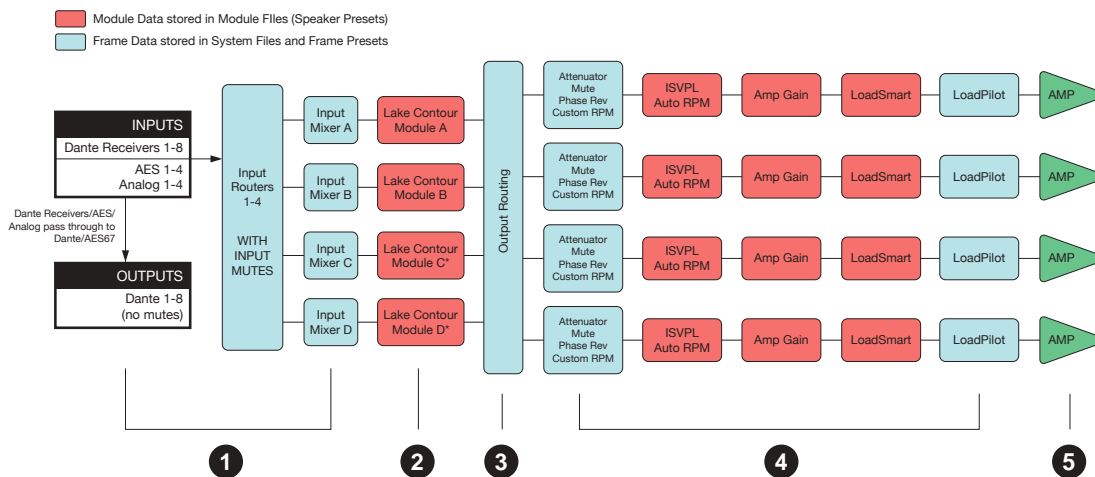 Module Data stored in Module FIles (Speaker Presets)
Frame Data stored in System Files and Frame Presets
INPUTS
Dante Receivers 1-8
AES 1-4
Analog 1-4
Dante Receivers/AES/
Analog pass through to
Dante/AES67
OUTPUTS
Dante 1-8
(no mutes)
Input
Routers
1-4
WITH
INPUT
MUTES
Input
Mixer A
Input
Mixer B
Input
Mixer C
Input
Mixer D
Lake Contour
Module A
Lake Contour
Module B
Lake Contour
Module C*
Lake Contour
Module D*
Output Routing
Attenuator
Mute
Phase Rev
Custom RPM
ISVPL
Auto RPM
Amp Gain
LoadSmart
LoadPilot
AMP
Attenuator
Mute
Phase Rev
Custom RPM
ISVPL
Auto RPM
Amp Gain
LoadSmart
LoadPilot
AMP
Attenuator
Mute
Phase Rev
Custom RPM
ISVPL
Auto RPM
Amp Gain
LoadSmart
LoadPilot
AMP
Attenuator
Mute
Phase Rev
Custom RPM
ISVPL
Auto RPM
Amp Gain
LoadSmart
LoadPilot
AMP
1
2
3
4
5